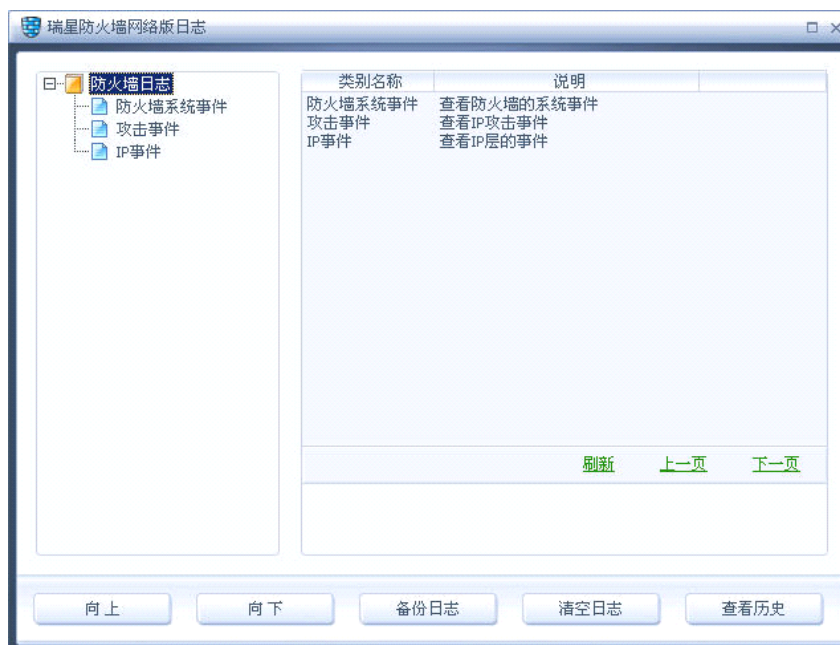 瑞星防火墙网络版日志
防火墙日志
防火墙系统事件
攻击事件
IP事件
类别名称 说明
防火墙系统事件 查看防火墙的系统事件
攻击事件 查看IP攻击事件
IP事件 查看IP层的事件
刷新 上一页 下一页
向上 向下 备份日志 清空日志 查看历史